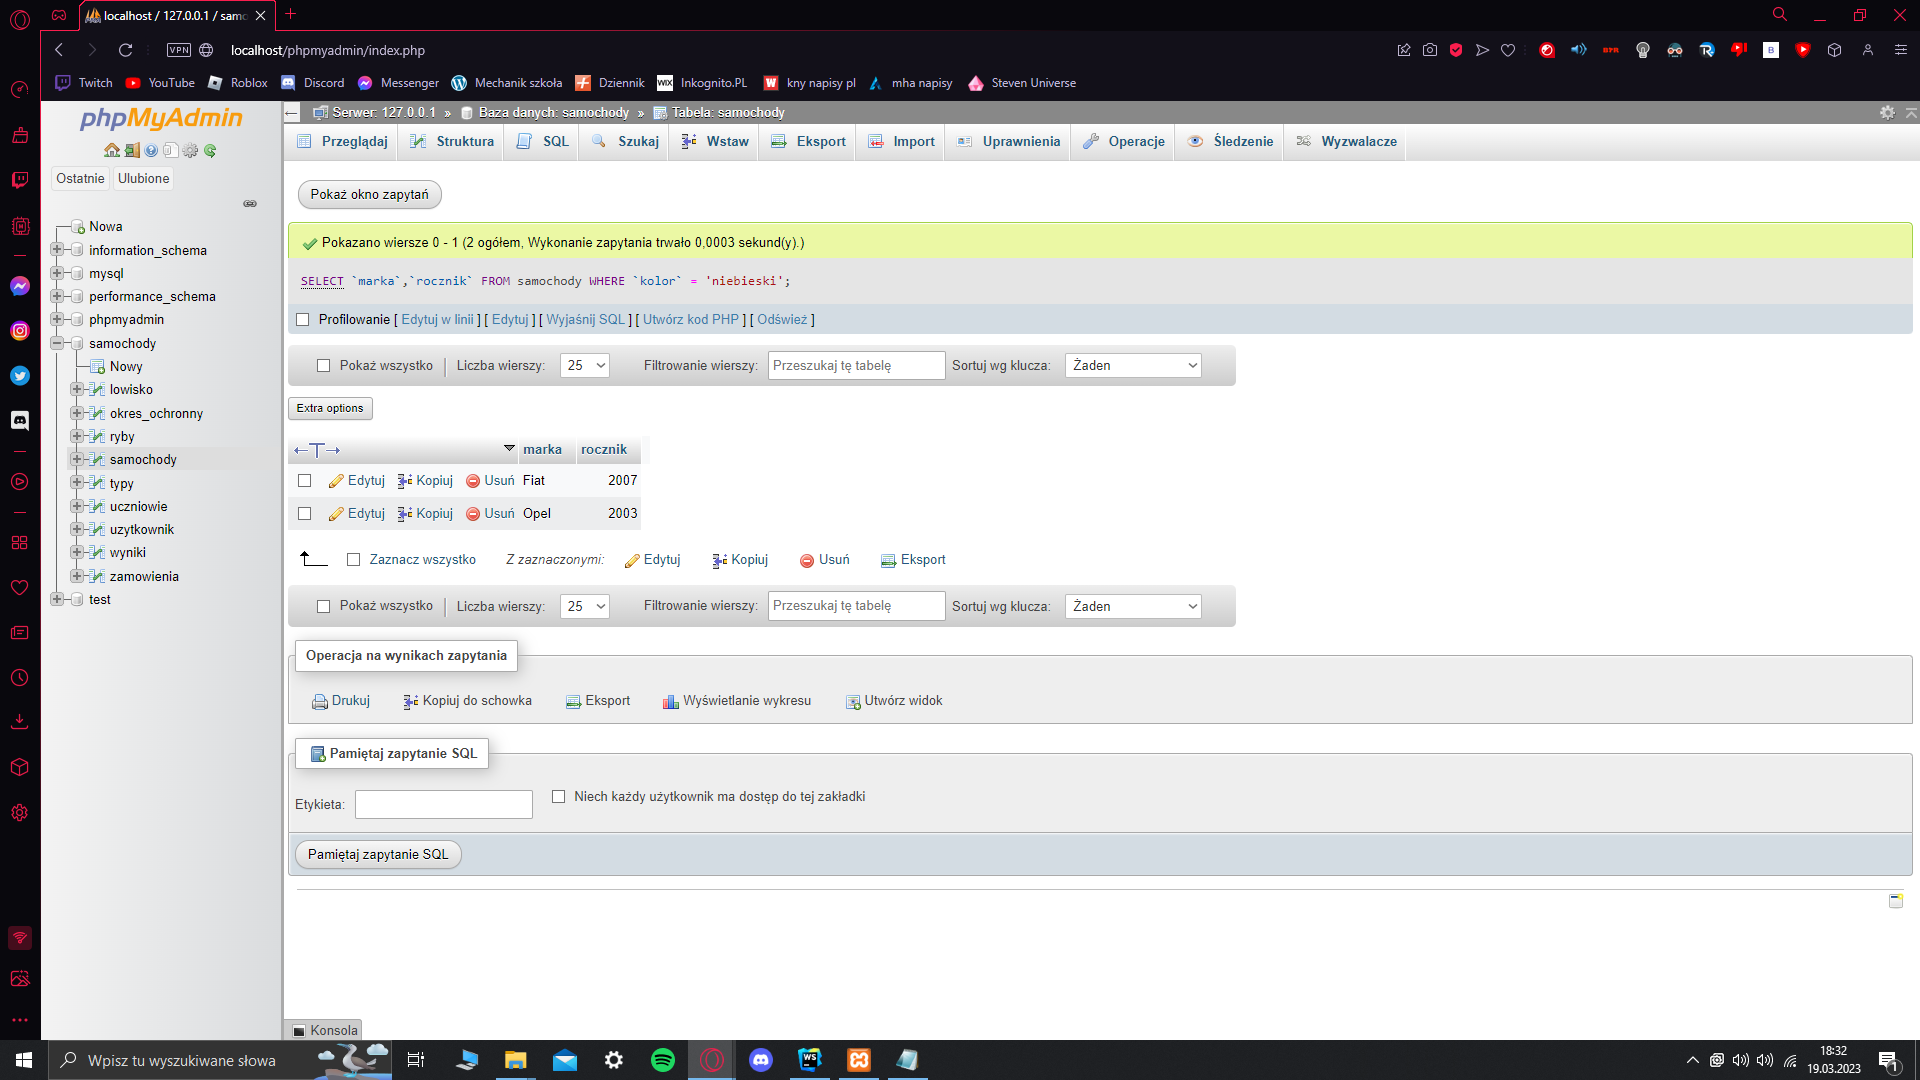 localhost / 127.0.0.1 / samo
VPN
localhost/phpmyadmin/index.php
Twitch
YouTube
Roblox
Discord
Messenger
Mechanik szkoła
Dziennik
WIX
Inkognito.PL
W
kny napisy pl
mha napisy
Steven Universe
phpMyAdmin
Ostatnie
Ulubione
Nowa
information_schema
mysql
performance_schema
phpmyadmin
samochody
Nowy
lowisko
okres_ochronny
ryby
samochody
typy
uczniowie
uzytkownik
wyniki
zamowienia
test
Serwer: 127.0.0.1 » Baza danych: samochody » Tabela: samochody
Przeglądaj
Struktura
SQL
Szukaj
Wstaw
Eksport
Import
Uprawnienia
Operacje
Śledzenie
Wyzwalacze
Pokaż okno zapytań
Pokazano wiersze 0 - 1 (2 ogółem, Wykonanie zapytania trwało 0,0003 sekund(y).)
SELECT `marka`,`rocznik` FROM samochody WHERE `kolor` = 'niebieski';
Profilowanie [ Edytuj w linii ] [ Edytuj ] [ Wyjaśnij SQL ] [ Utwórz kod PHP ] [ Odśwież ]
Pokaż wszystko
Liczba wierszy:
25
Filtrowanie wierszy:
Przeszukaj tę tabelę
Sortuj wg klucza:
Żaden
Extra options
marka
rocznik
Edytuj
Kopiuj
Usuń
Fiat
2007
Edytuj
Kopiuj
Usuń
Opel
2003
Zaznacz wszystko
Z zaznaczonymi:
Edytuj
Kopiuj
Usuń
Eksport
Pokaż wszystko
Liczba wierszy:
25
Filtrowanie wierszy:
Przeszukaj tę tabelę
Sortuj wg klucza:
Żaden
Operacja na wynikach zapytania
Drukuj
Kopiuj do schowka
Eksport
Wyświetlanie wykresu
Utwórz widok
Pamiętaj zapytanie SQL
Etykieta:
Niech każdy użytkownik ma dostęp do tej zakładki
Pamiętaj zapytanie SQL
Konsola
Wpisz tu wyszukiwane słowa
WS
18:32
19.03.2023
1